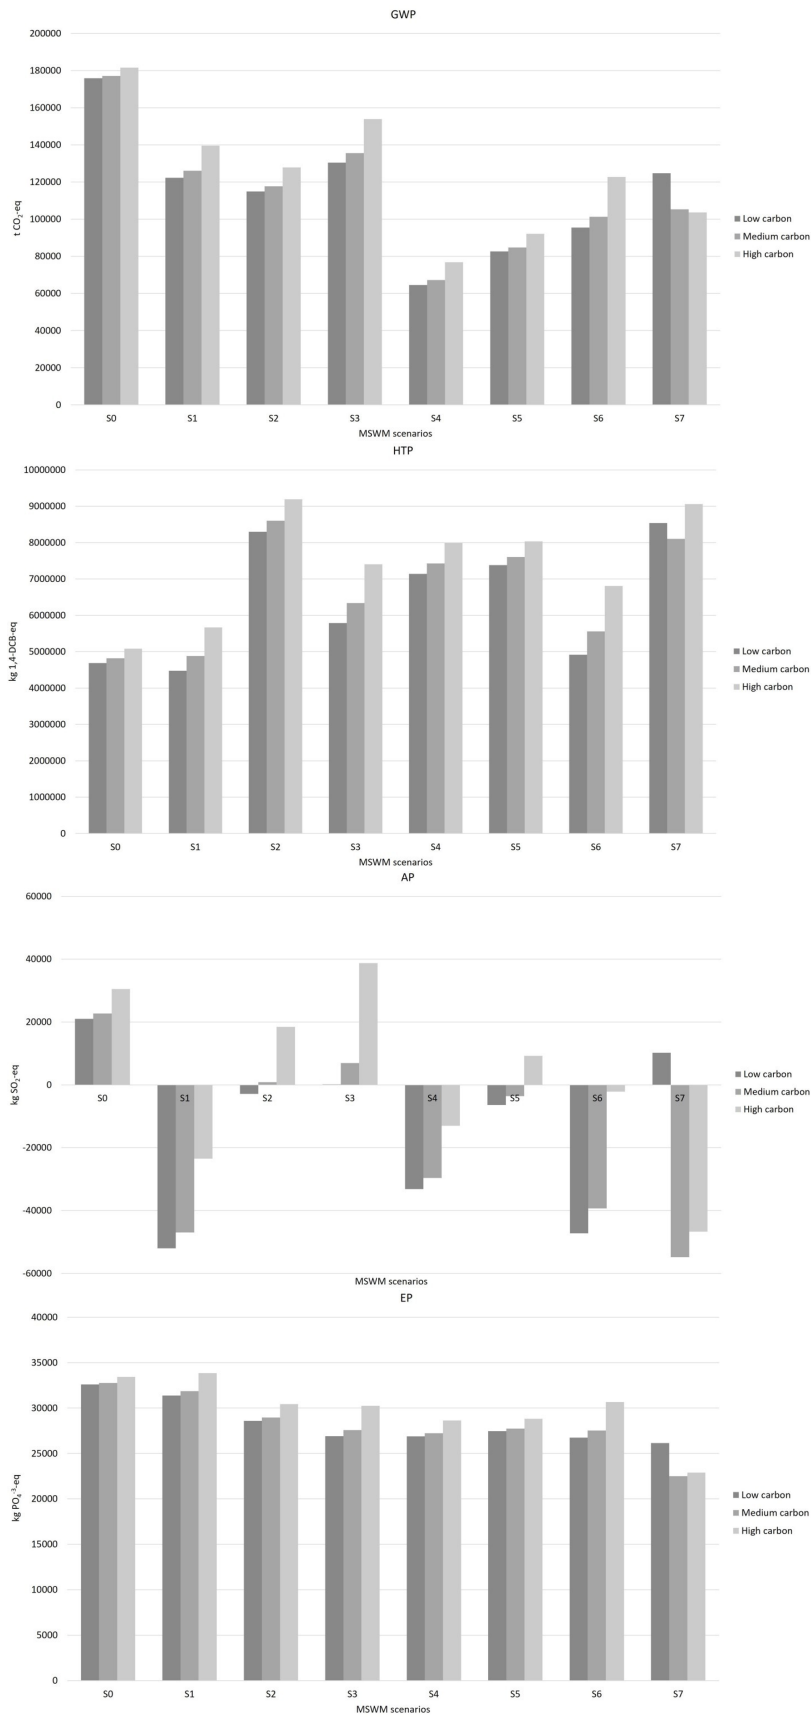 GWP
200000
180000
160000
140000
120000
100000
80000
60000
40000
20000
0
t CO₂-eq
S0 S1 S2 S3 S4 S5 S6 S7
MSWM scenarios
Low carbon
Medium carbon
High carbon
HTP
10000000
9000000
8000000
7000000
6000000
5000000
4000000
3000000
2000000
1000000
0
kg 1,4-DCB-eq
S0 S1 S2 S3 S4 S5 S6 S7
MSWM scenarios
Low carbon
Medium carbon
High carbon
AP
60000
40000
20000
0
-20000
-40000
-60000
kg SO₂-eq
S0 S1 S2 S3 S4 S5 S6 S7
MSWM scenarios
Low carbon
Medium carbon
High carbon
EP
40000
35000
30000
25000
20000
15000
10000
5000
0
kg PO₄⁻³-eq
S0 S1 S2 S3 S4 S5 S6 S7
MSWM scenarios
Low carbon
Medium carbon
High carbon